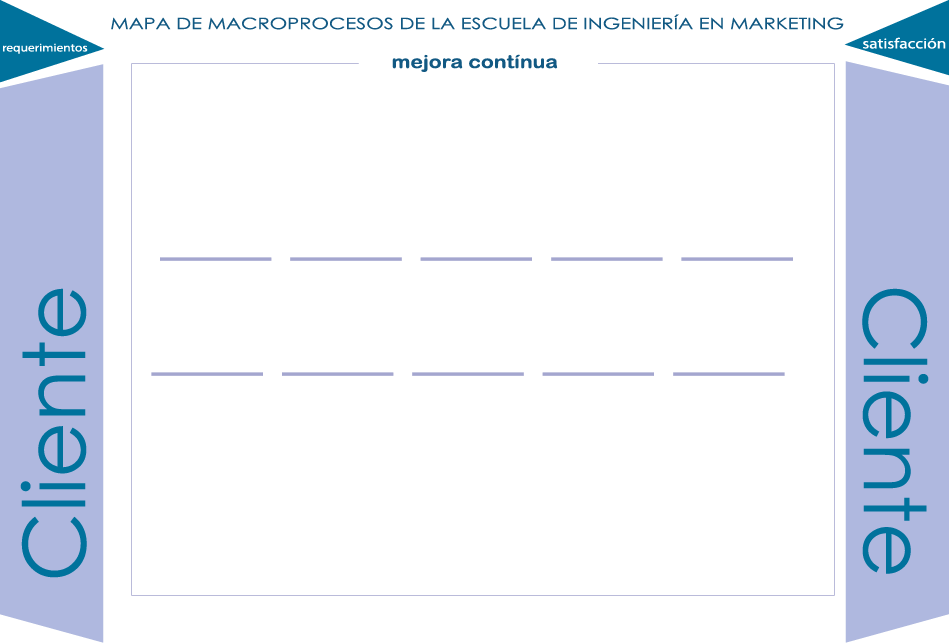 MAPA DE MACROPROCESOS DE LA ESCUELA DE INGENIERÍA EN MARKETING
requerimientos
satisfacción
mejora contínua
Cliente
Cliente